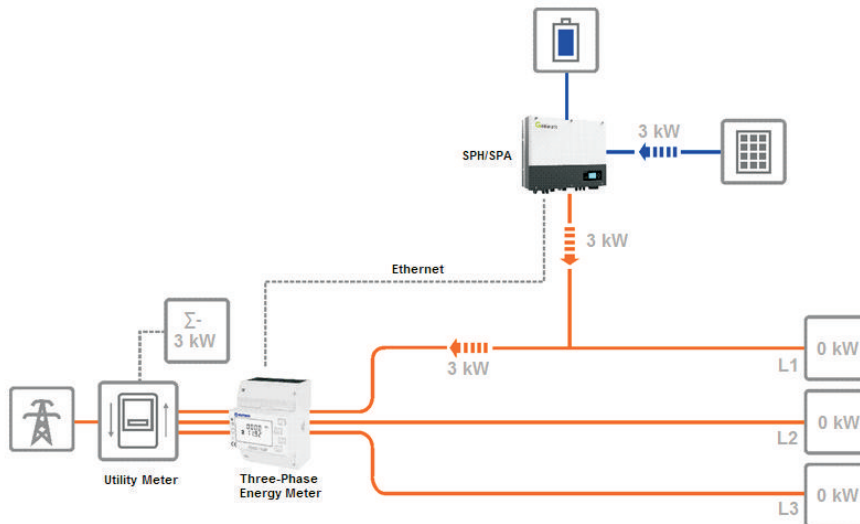 3 kW
SPH/SPA
3 kW
Ethernet
Σ-
3 kW
3 kW
0 kW
L1
0 kW
L2
0 kW
L3
Utility Meter
Three-Phase
Energy Meter